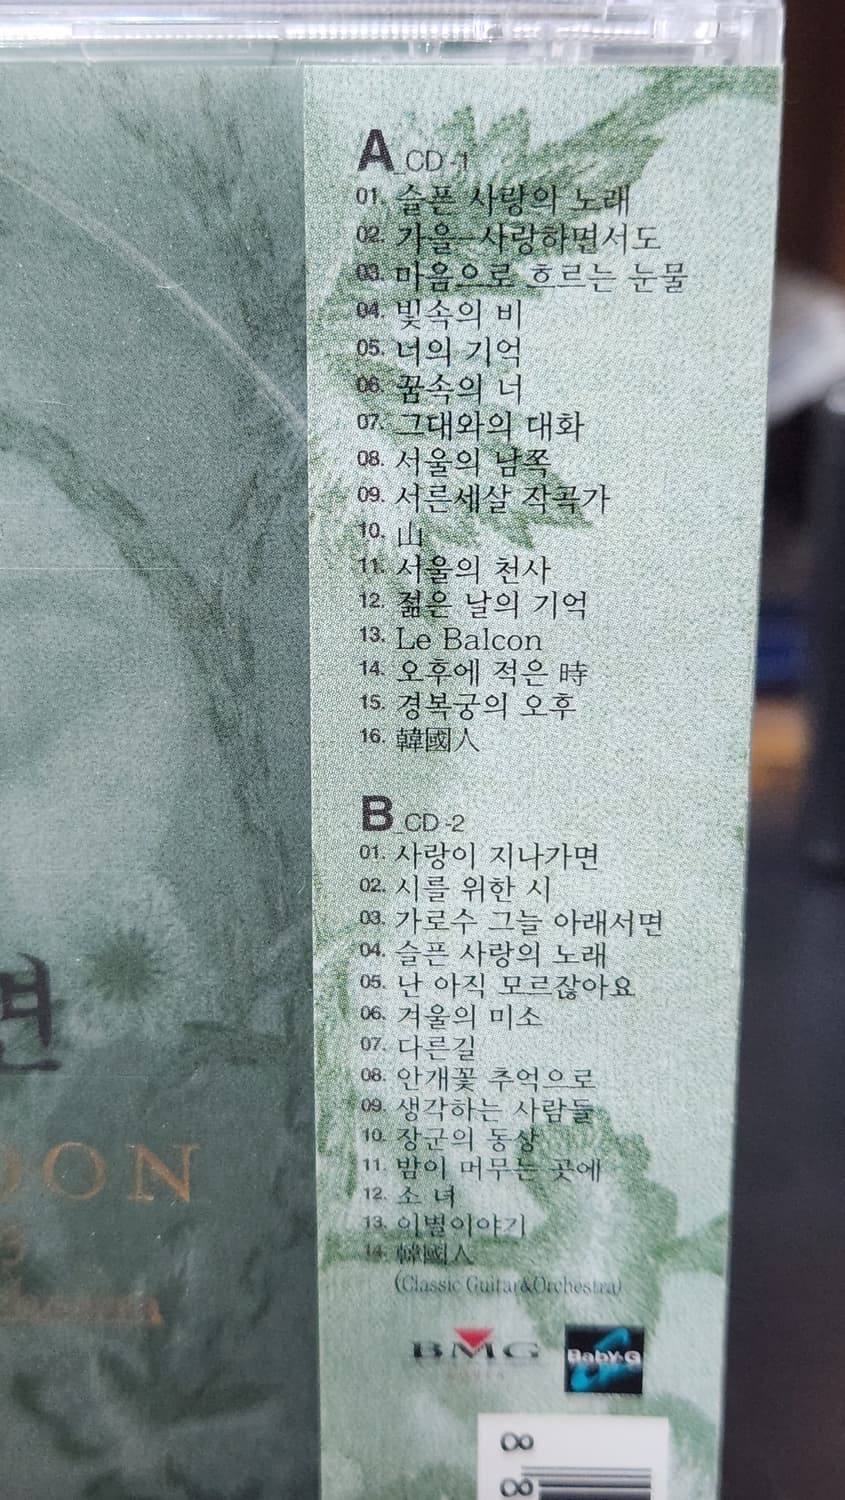 A_CD-1
01. 슬픈 사랑의 노래
02. 가을 사랑하면서도
03. 마음으로 흐르는 눈물
04. 빛속의 비
05. 너의 기억
06. 꿈속의 너
07. 그대와의 대화
08. 서울의 남쪽
09. 서른세살 작곡가
10. 山
11. 서울의 천사
12. 젊은 날의 기억
13. Le Balcon
14. 오후에 적은 時
15. 경복궁의 오후
16. 韓國人
B_CD-2
01. 사랑이 지나가면
02. 시를 위한 시
03. 가로수 그늘 아래서면
04. 슬픈 사랑의 노래
05. 난 아직 모르잖아요
06. 겨울의 미소
07. 다른길
08. 안개꽃 추억으로
09. 생각하는 사람들
10. 장군의 동상
11. 밤이 머무는 곳에
12. 소 녀
13. 이별이야기
14. 韓國人
(Classic Guitar&Orchestra)
면
OON
BMG
Baby-G
8
8